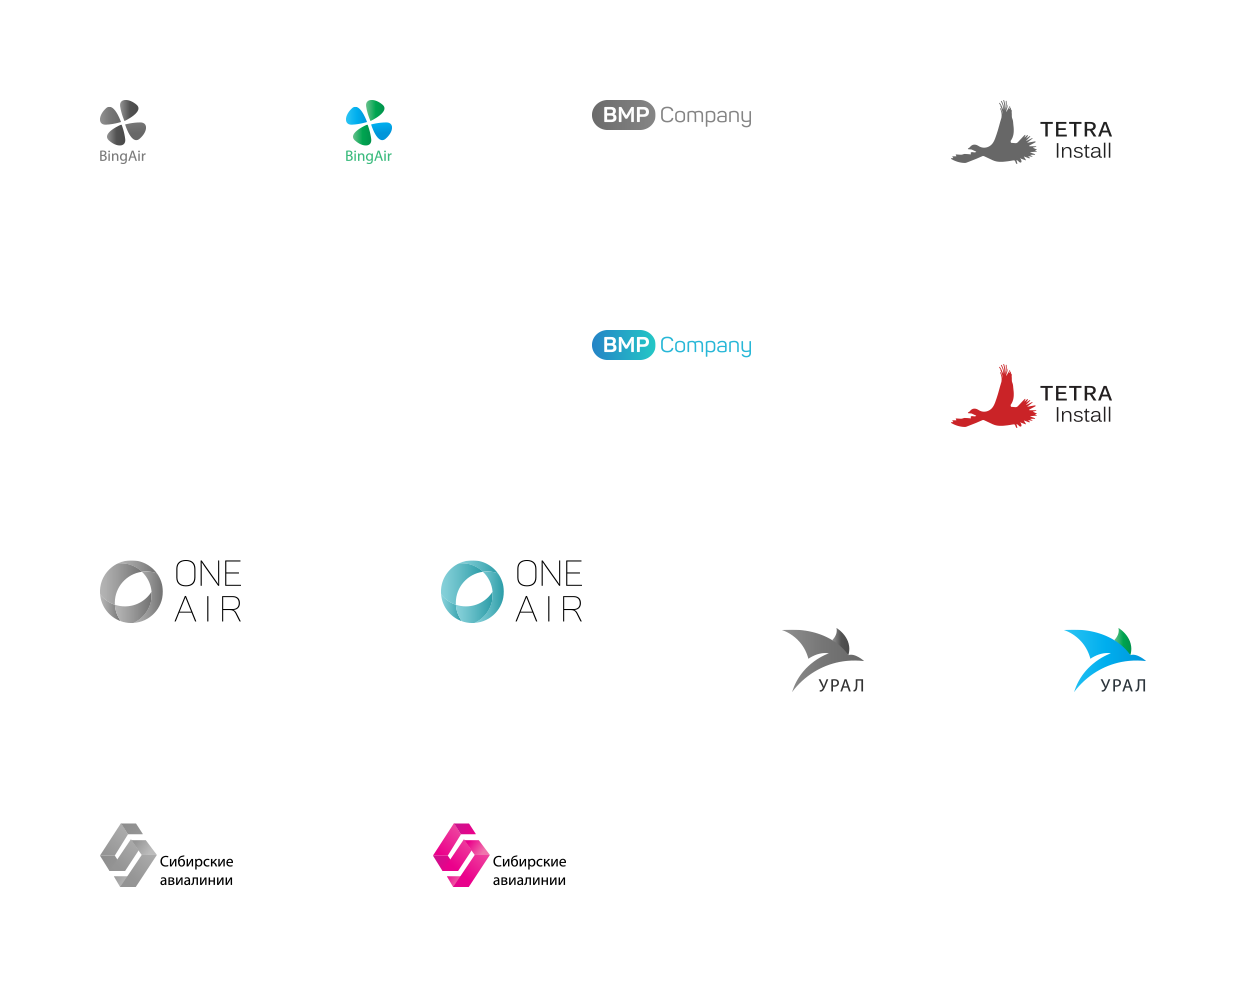 BMP Company
TETRA
Install
BingAir
BingAir
BMP Company
TETRA
Install
ONE
AIR
ONE
AIR
УРАЛ
УРАЛ
Сибирские
авиалинии
Сибирские
авиалинии